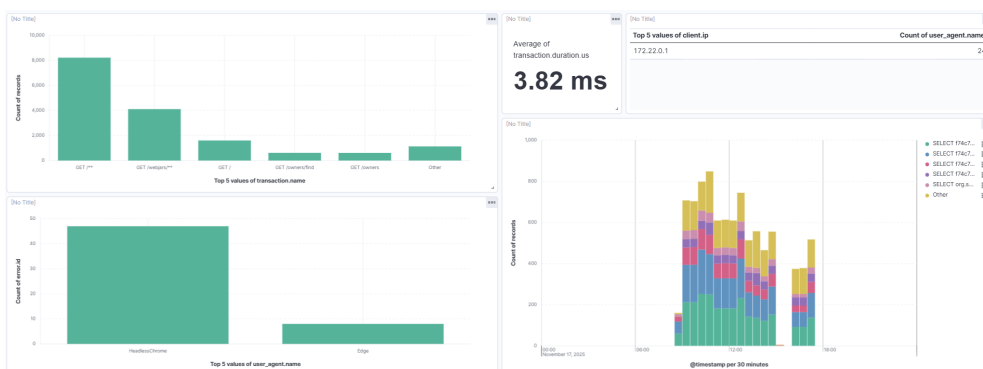 [No Title]
10,000
8,000
6,000
4,000
2,000
0
Count of records
GET /**
GET /webjars/**
GET /
GET /owners/find
GET /owners
Other
Top 5 values of transaction.name
[No Title]
Average of
transaction.duration.us
3.82 ms
[No Title]
Top 5 values of client.ip
Count of user_agent.name
172.22.0.1
24
[No Title]
50
40
30
20
10
0
Count of error.id
HeadlessChrome
Edge
Top 5 values of user_agent.name
[No Title]
1,000
800
600
400
200
0
Count of records
00:00
November 17, 2025
06:00
12:00
18:00
@timestamp per 30 minutes
SELECT f74c7...
SELECT f74c7...
SELECT f74c7...
SELECT f74c7...
SELECT org.s...
Other